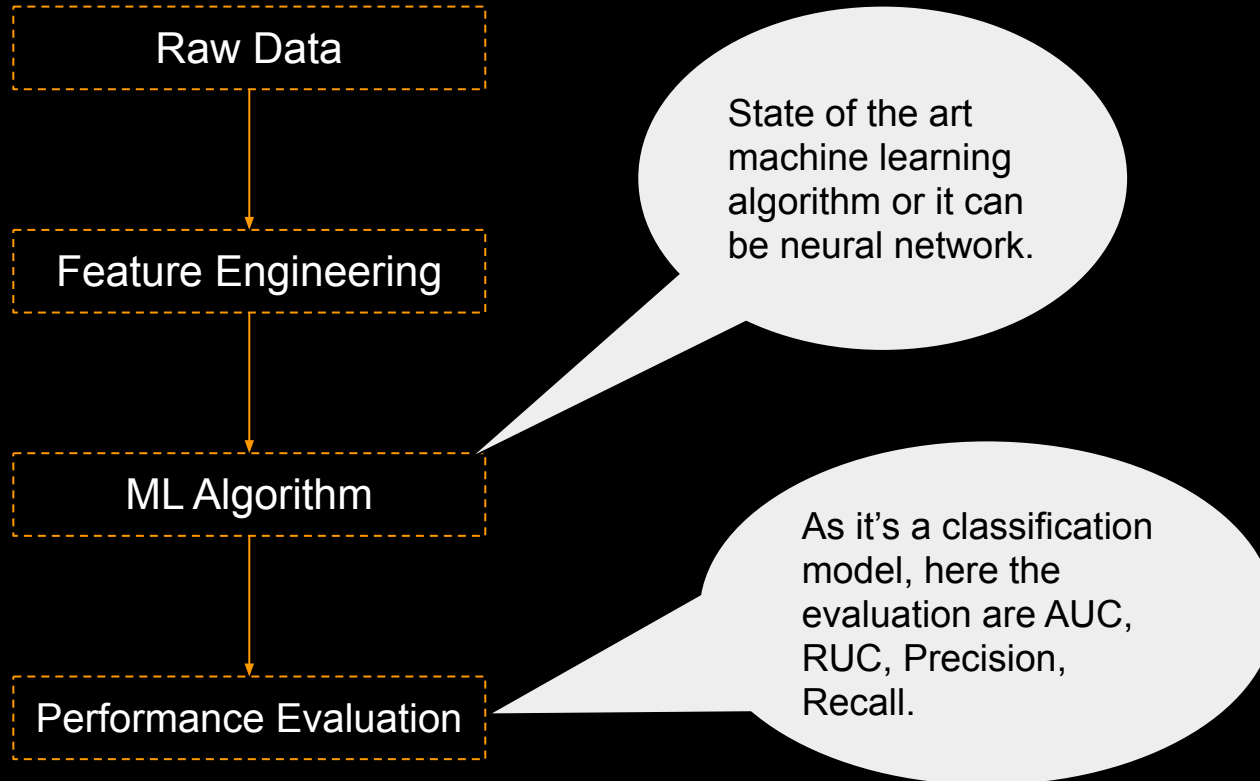 Raw Data
State of the art
machine learning
algorithm or it can
be neural network.
Feature Engineering
ML Algorithm
As it’s a classification
model, here the
evaluation are AUC,
RUC, Precision,
Recall.
Performance Evaluation